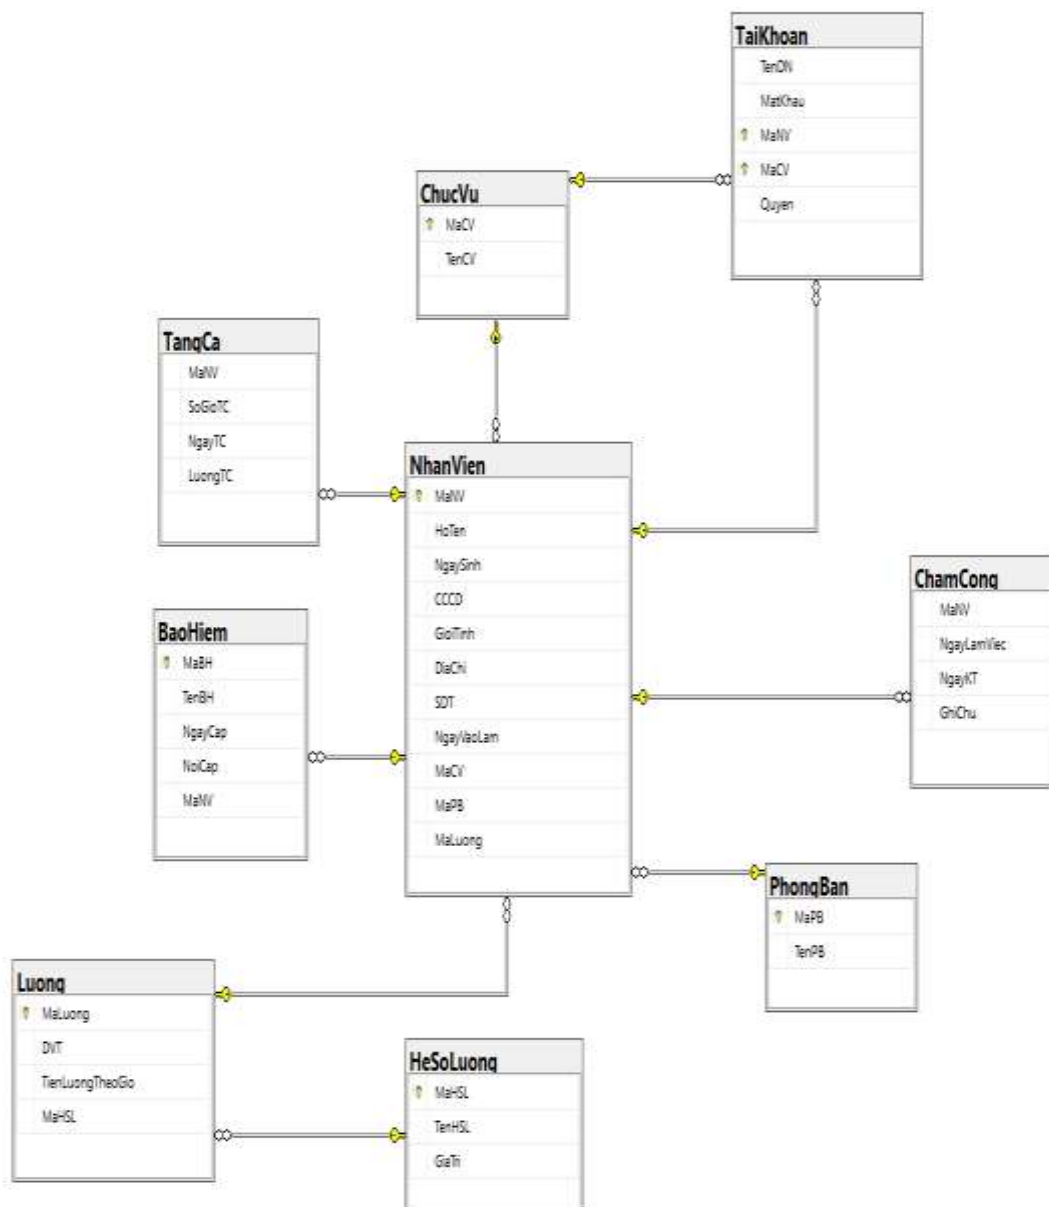 TaiKhoan
TenDN
MatKhau
MaNV
MaCV
Quyen
ChucVu
MaCV
TenCV
TangCa
MaNV
SoGioTC
NgayTC
LuongTC
NhanVien
MaNV
HoTen
NgaySinh
CCCD
GioiTinh
DiaChi
SDT
NgayVaoLam
MaCV
MaPB
MaLuong
ChamCong
MaNV
NgayLamViec
NgayKT
GhiChu
BaoHiem
MaBH
TenBH
NgayCap
NoiCap
MaNV
PhongBan
MaPB
TenPB
Luong
MaLuong
DVT
TienLuongTheoGio
MaHSL
HeSoLuong
MaHSL
TenHSL
GiaTri